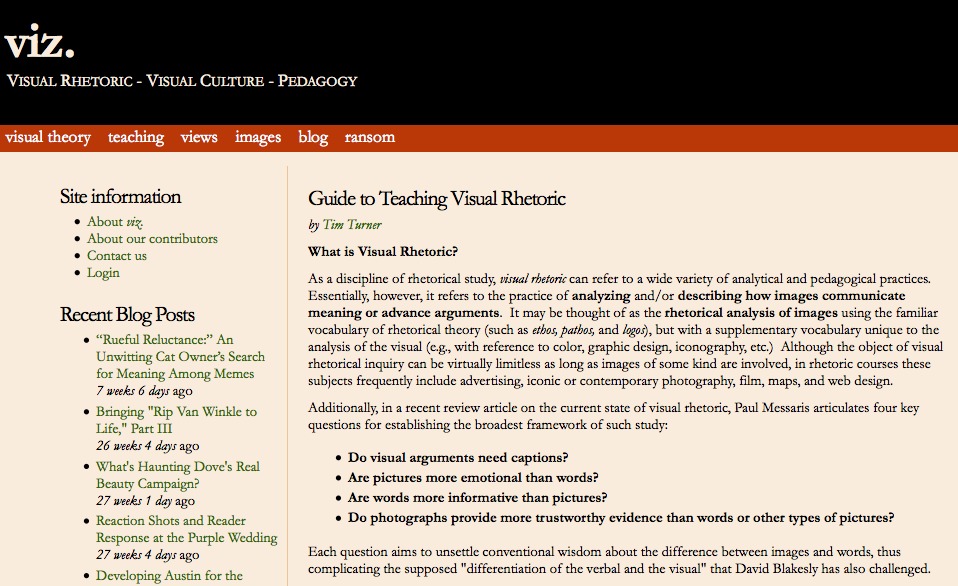 viz.
Visual Rhetoric - Visual Culture - Pedagogy
visual theory teaching views images blog ransom
Site information
About viz.
About our contributors
Contact us
Login
Recent Blog Posts
“Rueful Reluctance:” An
Unwitting Cat Owner’s Search
for Meaning Among Memes
7 weeks 6 days ago
Bringing "Rip Van Winkle to
Life," Part III
26 weeks 4 days ago
What's Haunting Dove's Real
Beauty Campaign?
27 weeks 1 day ago
Reaction Shots and Reader
Response at the Purple Wedding
27 weeks 4 days ago
Developing Austin for the
Guide to Teaching Visual Rhetoric
by Tim Turner
What is Visual Rhetoric?
As a discipline of rhetorical study, visual rhetoric can refer to a wide variety of analytical and pedagogical practices.
Essentially, however, it refers to the practice of analyzing and/or describing how images communicate
meaning or advance arguments. It may be thought of as the rhetorical analysis of images using the familiar
vocabulary of rhetorical theory (such as ethos, pathos, and logos), but with a supplementary vocabulary unique to the
analysis of the visual (e.g., with reference to color, graphic design, iconography, etc.) Although the object of visual
rhetorical inquiry can be virtually limitless as long as images of some kind are involved, in rhetoric courses these
subjects frequently include advertising, iconic or contemporary photography, film, maps, and web design.
Additionally, in a recent review article on the current state of visual rhetoric, Paul Messaris articulates four key
questions for establishing the broadest framework of such study:
Do visual arguments need captions?
Are pictures more emotional than words?
Are words more informative than pictures?
Do photographs provide more trustworthy evidence than words or other types of pictures?
Each question aims to unsettle conventional wisdom about the difference between images and words, thus
complicating the supposed "differentiation of the verbal and the visual" that David Blakesly has also challenged.